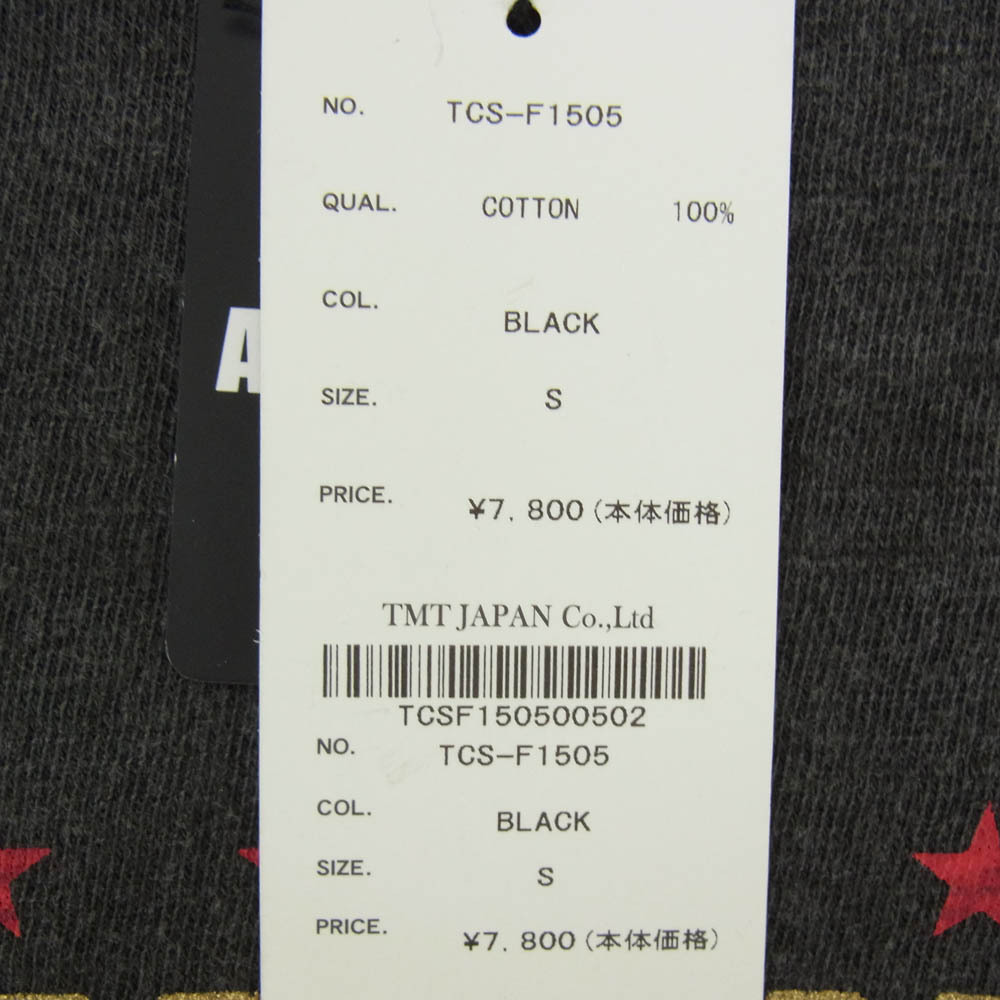 NO. TCS-F1505
QUAL. COTTON 100%
COL. BLACK
A
SIZE. S
PRICE. ¥7,800(本体価格)
TMT JAPAN Co.,Ltd
TCSF150500502
NO. TCS-F1505
COL. BLACK
SIZE. S
PRICE. ¥7,800(本体価格)